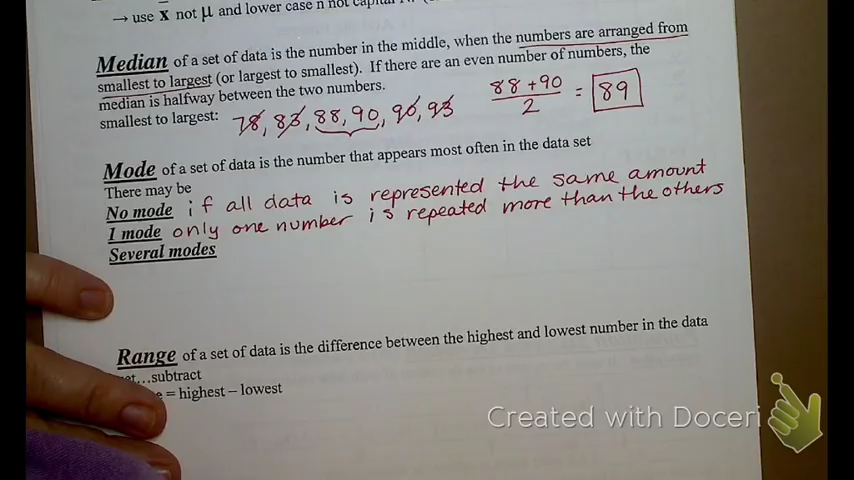 → use x̄ not μ and lower case n not capital
Median of a set of data is the number in the middle, when the numbers are arranged from
smallest to largest (or largest to smallest). If there are an even number of numbers, the
median is halfway between the two numbers.
smallest to largest: 78, 83, 88, 90, 90, 93
88 + 90
2
= 89
Mode of a set of data is the number that appears most often in the data set
There may be
No mode if all data is represented the same amount
1 mode only one number is repeated more than the others
Several modes
Range of a set of data is the difference between the highest and lowest number in the data
...subtract
= highest – lowest
Created with Doceri